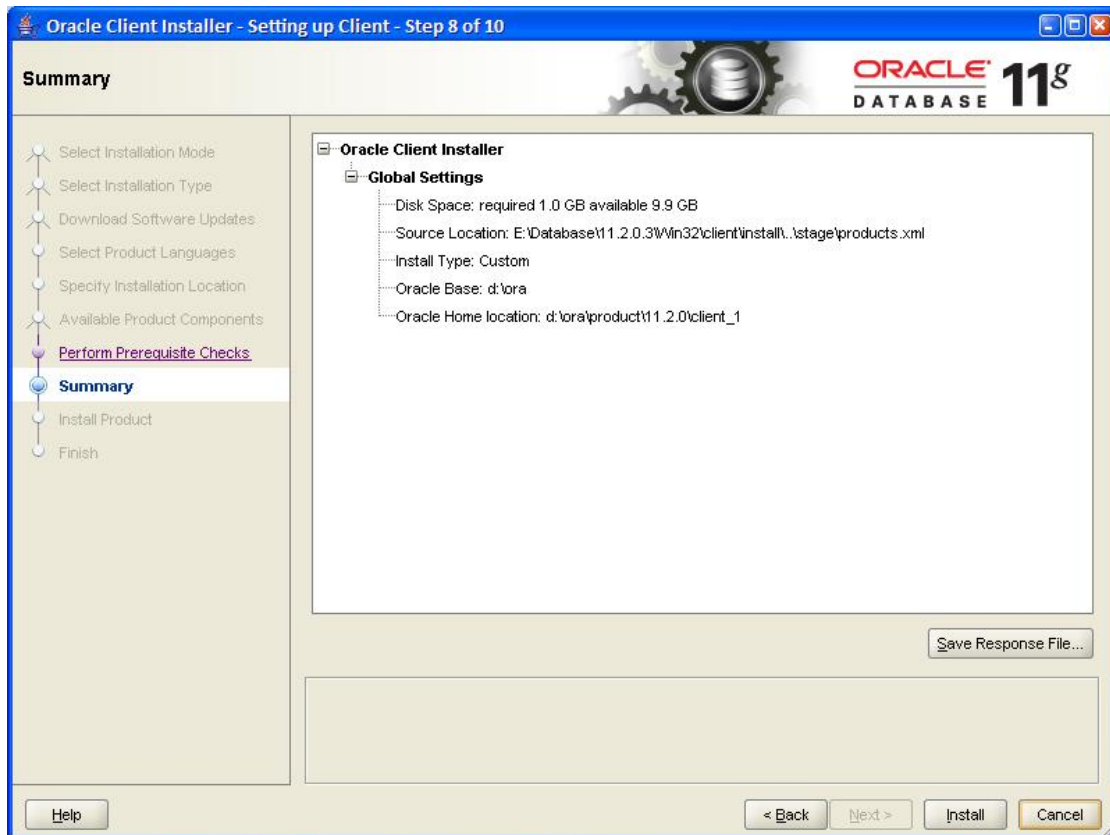 Oracle Client Installer - Setting up Client - Step 8 of 10
Summary
ORACLE
DATABASE
11g
Select Installation Mode
Select Installation Type
Download Software Updates
Select Product Languages
Specify Installation Location
Available Product Components
Perform Prerequisite Checks
Summary
Install Product
Finish
Oracle Client Installer
Global Settings
Disk Space: required 1.0 GB available 9.9 GB
Source Location: E:\Database\11.2.0.3\Win32\client\install\..\stage\products.xml
Install Type: Custom
Oracle Base: d:\ora
Oracle Home location: d:\ora\product\11.2.0\client_1
Save Response File...
Help
< Back
Next >
Install
Cancel